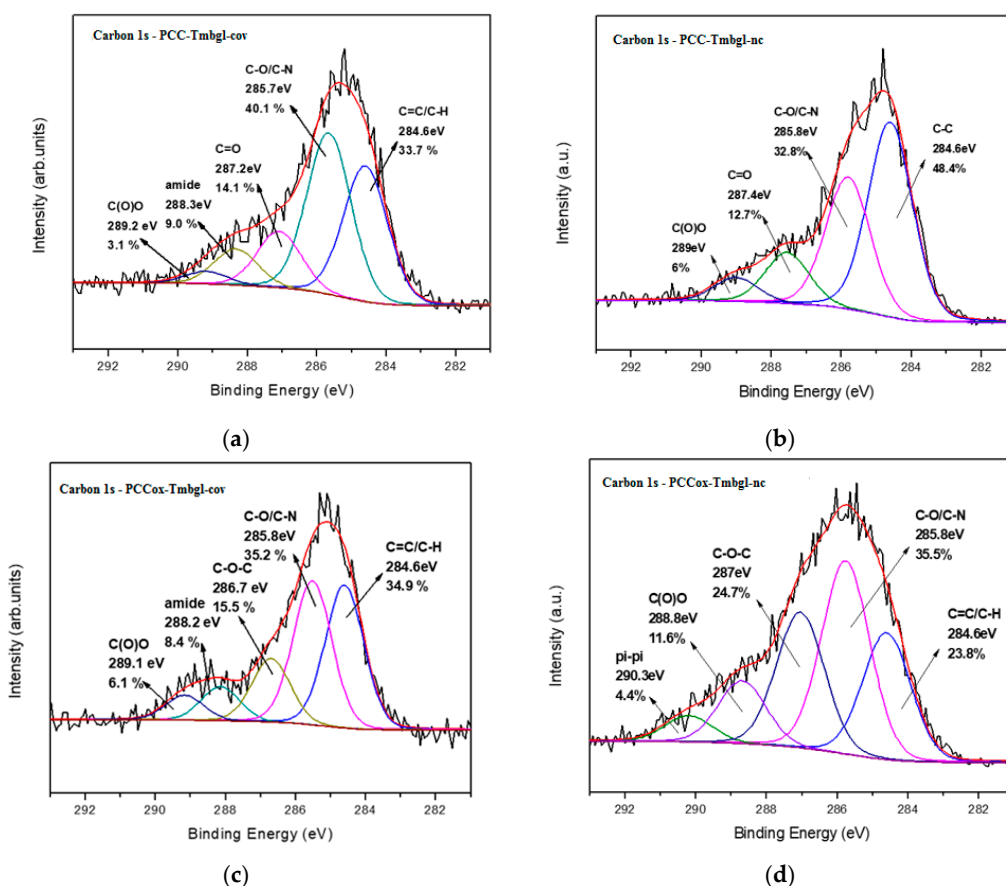 Carbon 1s - PCC-Tmbgl-cov
C-O/C-N
285.7eV
40.1 %
C=C/C-H
284.6eV
33.7 %
C=O
287.2eV
14.1 %
amide
288.3eV
9.0 %
C(O)O
289.2 eV
3.1 %
Intensity (arb.units)
292 290 288 286 284 282
Binding Energy (eV)
(a)
Carbon 1s - PCC-Tmbgl-nc
C-O/C-N
285.8eV
32.8%
C-C
284.6eV
48.4%
C=O
287.4eV
12.7%
C(O)O
289eV
6%
Intensity (a.u.)
292 290 288 286 284 282
Binding Energy (eV)
(b)
Carbon 1s - PCCox-Tmbgl-cov
C-O/C-N
285.8eV
35.2 %
C=C/C-H
284.6eV
34.9 %
C-O-C
286.7 eV
15.5 %
amide
288.2 eV
8.4 %
C(O)O
289.1 eV
6.1 %
Intensity (arb.units)
292 290 288 286 284 282
Binding Energy (eV)
(c)
Carbon 1s - PCCox-Tmbgl-nc
C-O/C-N
285.8eV
35.5%
C-O-C
287eV
24.7%
C(O)O
288.8eV
11.6%
C=C/C-H
284.6eV
23.8%
pi-pi
290.3eV
4.4%
Intensity (a.u.)
292 290 288 286 284 282
Binding Energy (eV)
(d)